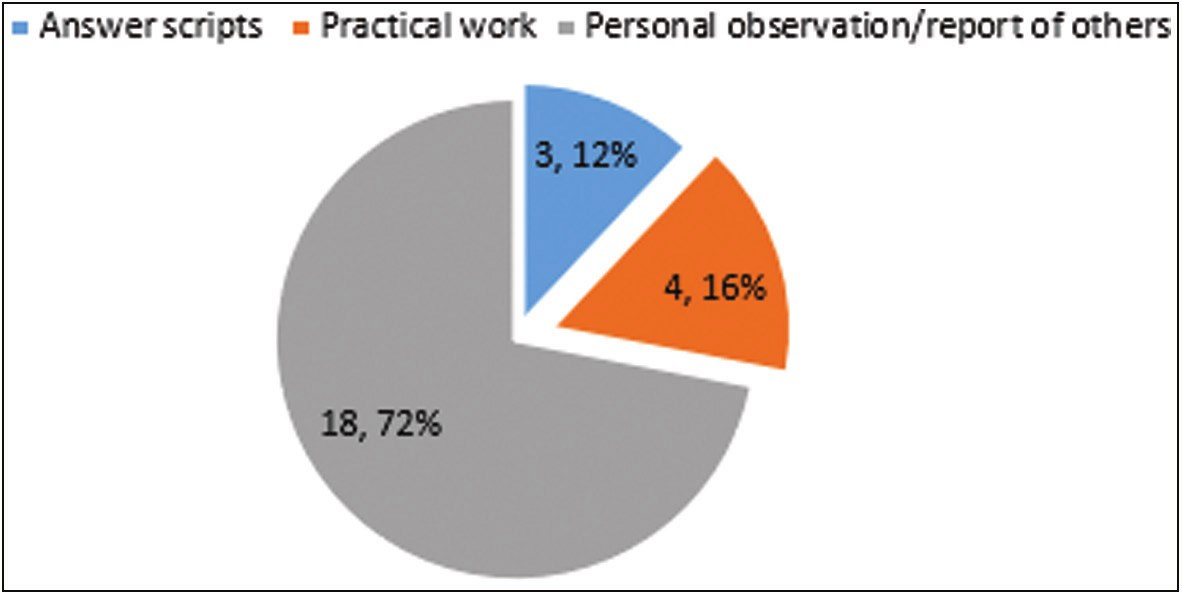 Answer scripts Practical work Personal observation/report of others
3, 12%
4, 16%
18, 72%